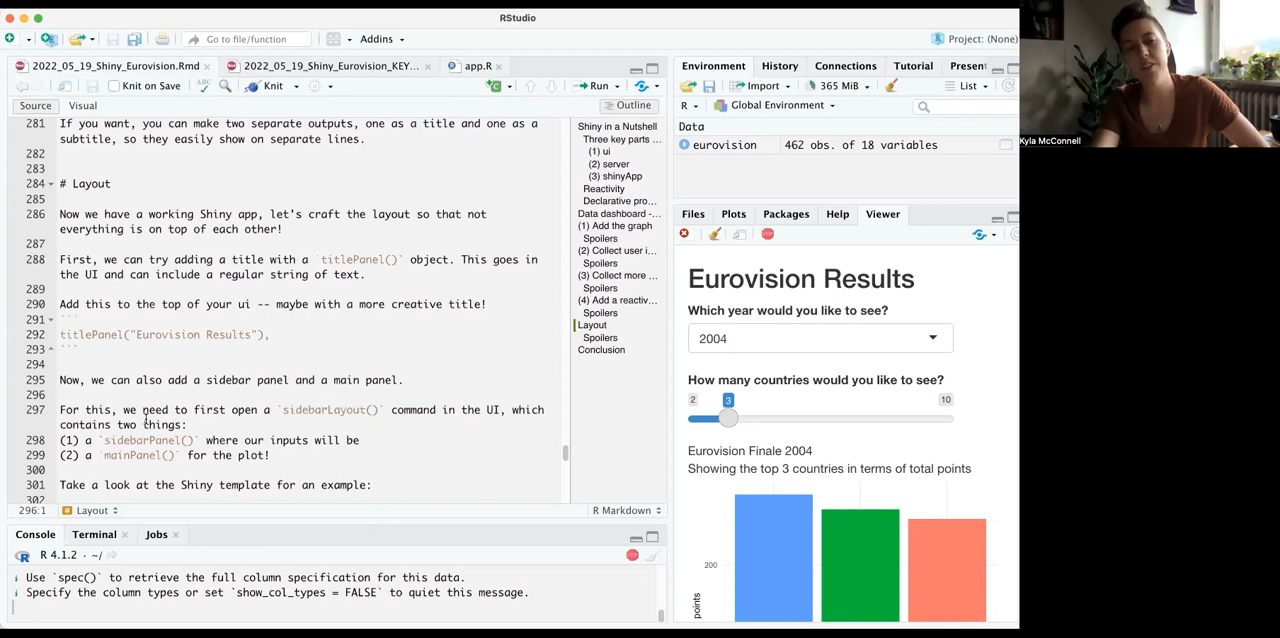 RStudio
Go to file/function
Addins
Project: (None)
2022_05_19_Shiny_Eurovision.Rmd
2022_05_19_Shiny_Eurovision_KEY...
app.R
Knit on Save
ABC
Knit
Run
Source
Visual
Outline
281 If you want, you can make two separate outputs, one as a title and one as a
subtitle, so they easily show on separate lines.
282
283
284 # Layout
285
286 Now we have a working Shiny app, let's craft the layout so that not
everything is on top of each other!
287
288 First, we can try adding a title with a `titlePanel()` object. This goes in
the UI and can include a regular string of text.
289
290 Add this to the top of your ui -- maybe with a more creative title!
291 ```
292 titlePanel("Eurovision Results"),
293 ```
294
295 Now, we can also add a sidebar panel and a main panel.
296
297 For this, we need to first open a `sidebarLayout()` command in the UI, which
contains two things:
298 (1) a `sidebarPanel()` where our inputs will be
299 (2) a `mainPanel()` for the plot!
300
301 Take a look at the Shiny template for an example:
302
296:1
Layout
R Markdown
Shiny in a Nutshell
Three key parts ...
(1) ui
(2) server
(3) shinyApp
Reactivity
Declarative pro...
Data dashboard -...
(1) Add the graph
Spoilers
(2) Collect user i...
Spoilers
(3) Collect more ...
Spoilers
(4) Add a reactiv...
Spoilers
Layout
Spoilers
Conclusion
Console
Terminal
Jobs
R 4.1.2 · ~/
i Use `spec()` to retrieve the full column specification for this data.
i Specify the column types or set `show_col_types = FALSE` to quiet this message.
Environment
History
Connections
Tutorial
Present
Import
365 MiB
List
R
Global Environment
Data
eurovision
462 obs. of 18 variables
Files
Plots
Packages
Help
Viewer
Eurovision Results
Which year would you like to see?
2004
How many countries would you like to see?
2
3
10
Eurovision Finale 2004
Showing the top 3 countries in terms of total points
200
points
Kyla McConnell